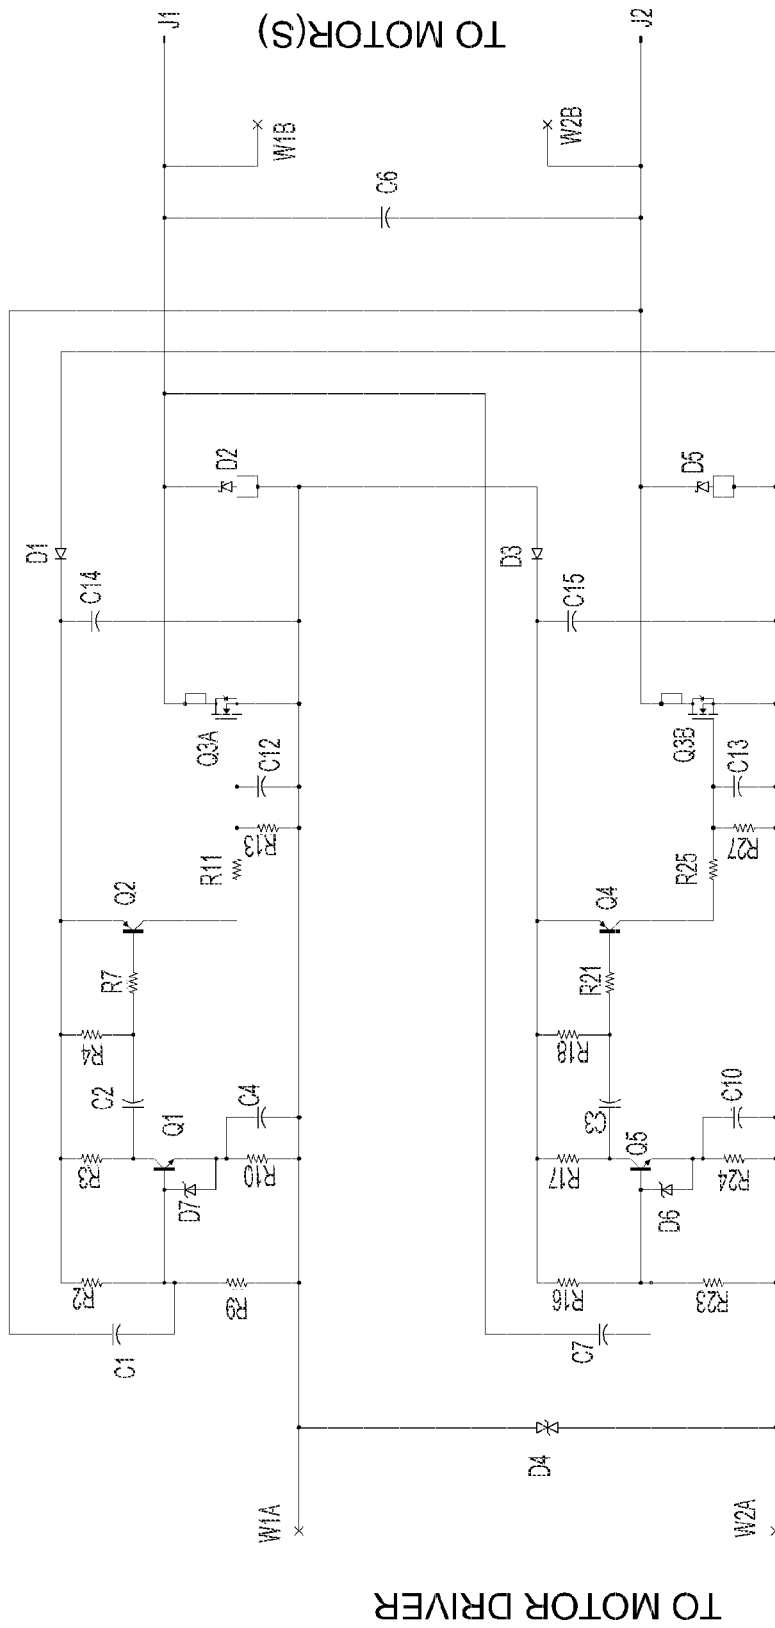 J1
TO MOTOR(S)
J2
W1B
W2B
C6
D2
D5
D1
D3
C14
C15
Q3A
Q3B
C12
C13
R13
R27
R11
R25
Q2
Q4
R7
R21
R4
R18
C2
C3
C4
C10
Q1
Q5
R3
R10
R17
R24
D7
D6
R2
R9
R16
R23
C1
C7
D4
W1A
W2A
TO MOTOR DRIVER